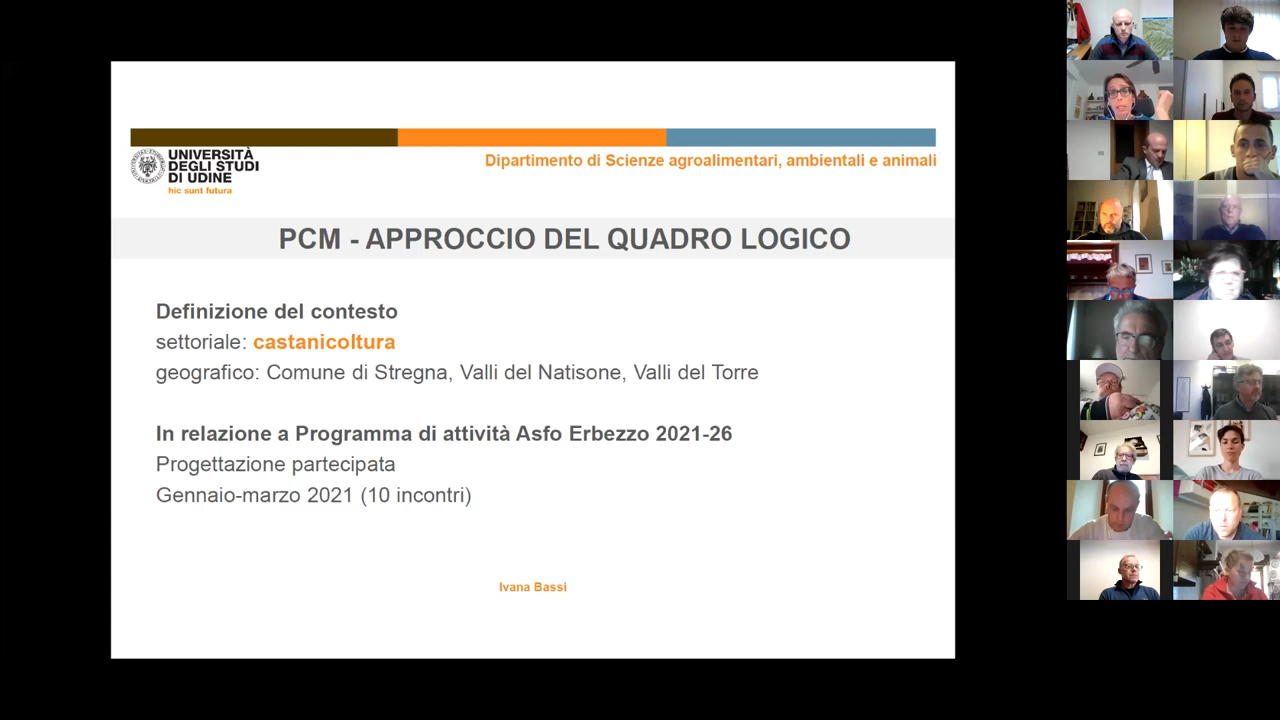 UNIVERSITÀ
DEGLI STUDI
DI UDINE
hic sunt futura
Dipartimento di Scienze agroalimentari, ambientali e animali
PCM - APPROCCIO DEL QUADRO LOGICO
Definizione del contesto
settoriale: castanicoltura
geografico: Comune di Stregna, Valli del Natisone, Valli del Torre
In relazione a Programma di attività Asfo Erbezzo 2021-26
Progettazione partecipata
Gennaio-marzo 2021 (10 incontri)
Ivana Bassi